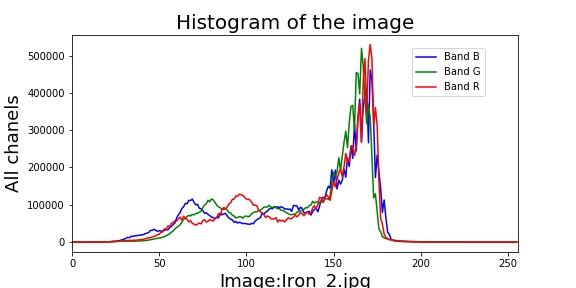 Histogram of the image
500000
400000
300000
200000
100000
0
All chanels
Band B
Band G
Band R
0 50 100 150 200 250
Image:Iron_2.jpg